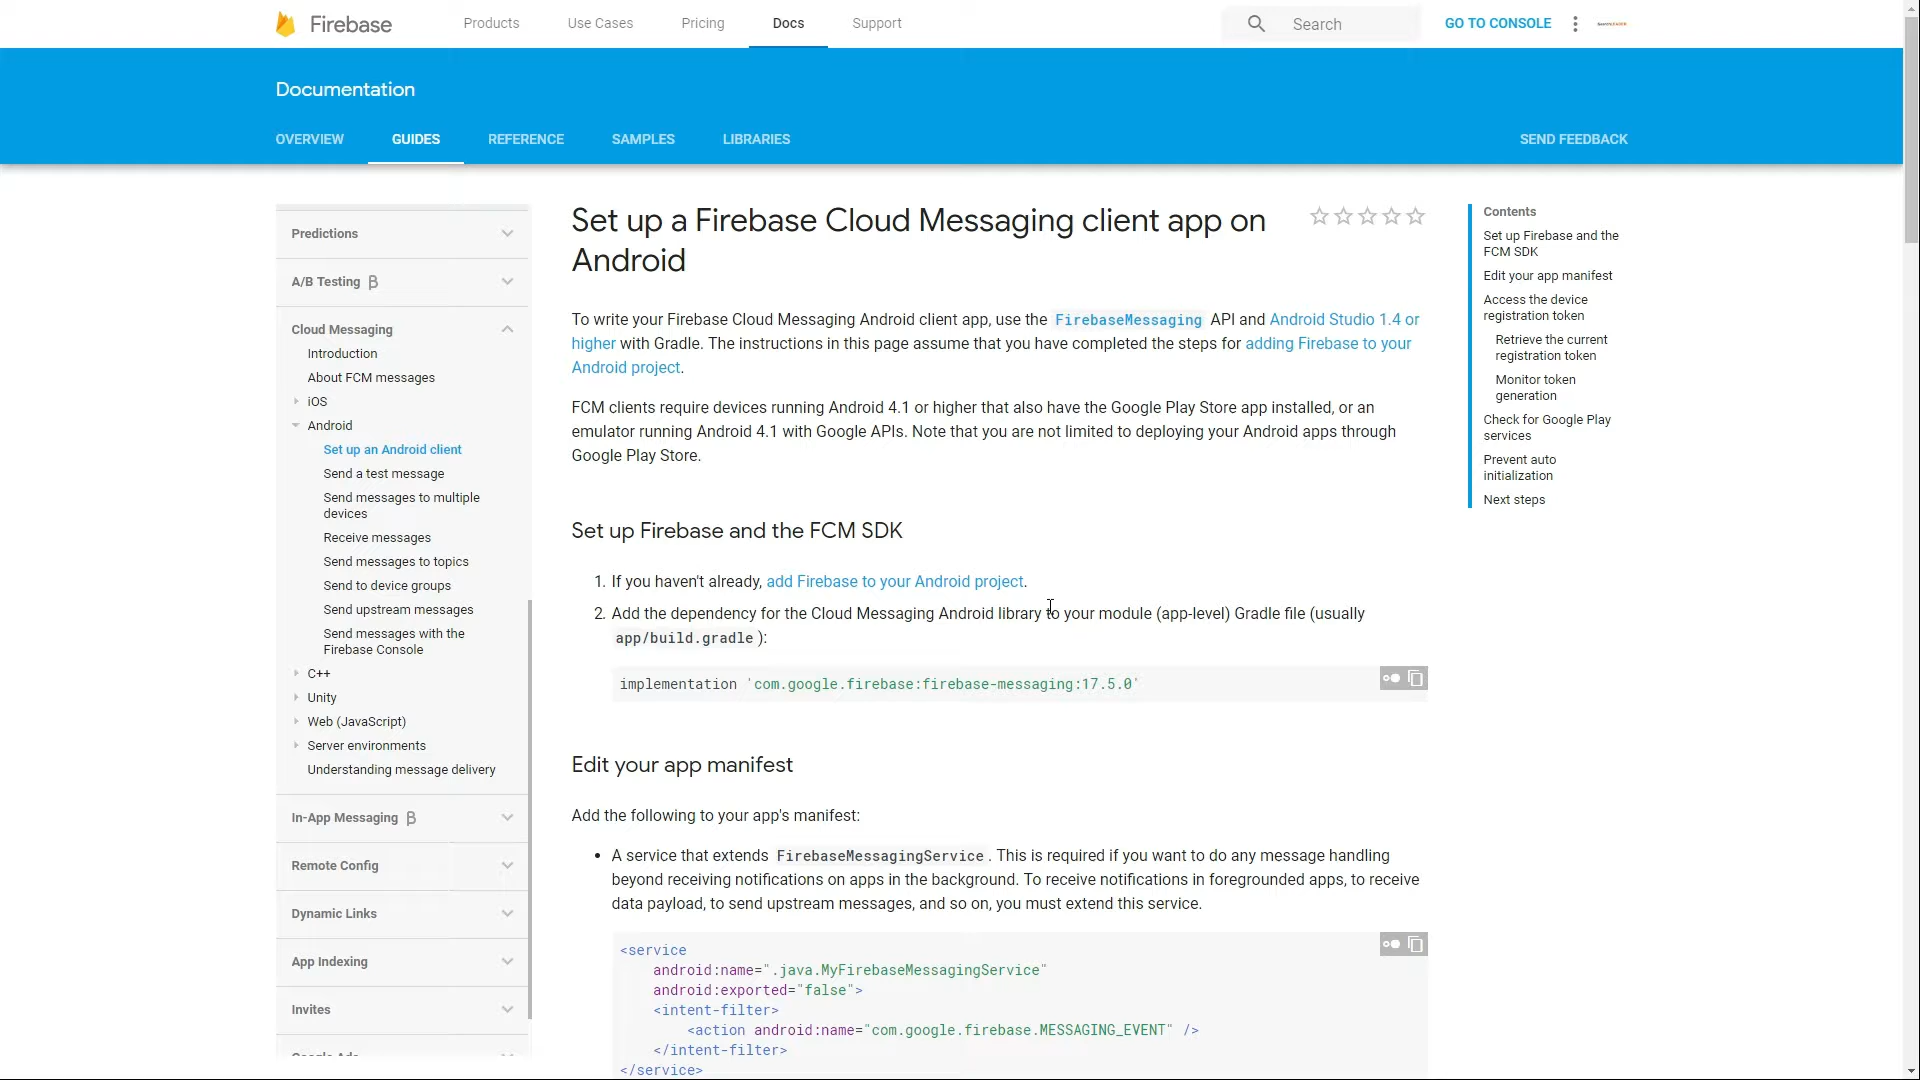 Firebase
Products
Use Cases
Pricing
Docs
Support
Search
GO TO CONSOLE
Documentation
OVERVIEW
GUIDES
REFERENCE
SAMPLES
LIBRARIES
SEND FEEDBACK
Predictions
A/B Testing β
Cloud Messaging
Introduction
About FCM messages
iOS
Android
Set up an Android client
Send a test message
Send messages to multiple
devices
Receive messages
Send messages to topics
Send to device groups
Send upstream messages
Send messages with the
Firebase Console
C++
Unity
Web (JavaScript)
Server environments
Understanding message delivery
In-App Messaging β
Remote Config
Dynamic Links
App Indexing
Invites
Set up a Firebase Cloud Messaging client app on
Android
To write your Firebase Cloud Messaging Android client app, use the FirebaseMessaging API and Android Studio 1.4 or
higher with Gradle. The instructions in this page assume that you have completed the steps for adding Firebase to your
Android project.
FCM clients require devices running Android 4.1 or higher that also have the Google Play Store app installed, or an
emulator running Android 4.1 with Google APIs. Note that you are not limited to deploying your Android apps through
Google Play Store.
Set up Firebase and the FCM SDK
1. If you haven't already, add Firebase to your Android project.
2. Add the dependency for the Cloud Messaging Android library to your module (app-level) Gradle file (usually
app/build.gradle ):
implementation 'com.google.firebase:firebase-messaging:17.5.0'
Edit your app manifest
Add the following to your app's manifest:
• A service that extends FirebaseMessagingService . This is required if you want to do any message handling
beyond receiving notifications on apps in the background. To receive notifications in foregrounded apps, to receive
data payload, to send upstream messages, and so on, you must extend this service.
<service
android:name=".java.MyFirebaseMessagingService"
android:exported="false">
<intent-filter>
<action android:name="com.google.firebase.MESSAGING_EVENT" />
</intent-filter>
</service>
Contents
Set up Firebase and the
FCM SDK
Edit your app manifest
Access the device
registration token
Retrieve the current
registration token
Monitor token
generation
Check for Google Play
services
Prevent auto
initialization
Next steps